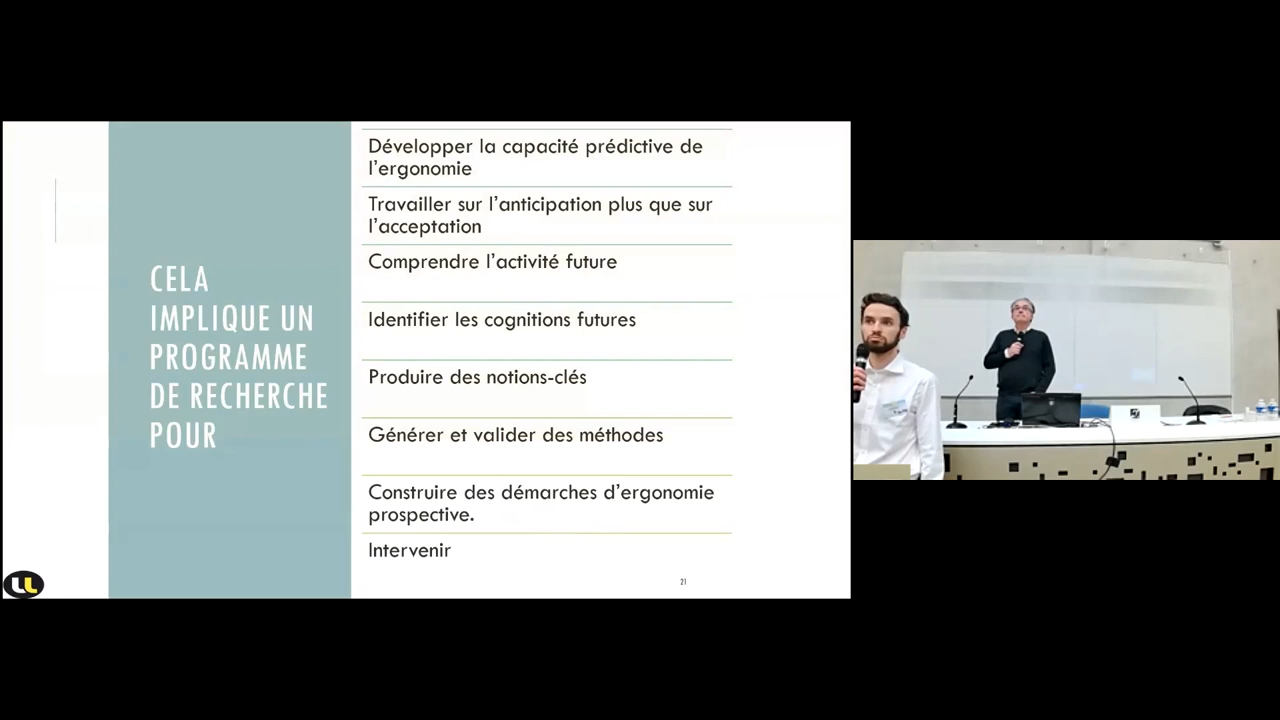 CELA
IMPLIQUE UN
PROGRAMME
DE RECHERCHE
POUR
Développer la capacité prédictive de
l'ergonomie
Travailler sur l'anticipation plus que sur
l'acceptation
Comprendre l'activité future
Identifier les cognitions futures
Produire des notions-clés
Générer et valider des méthodes
Construire des démarches d'ergonomie
prospective.
Intervenir
21